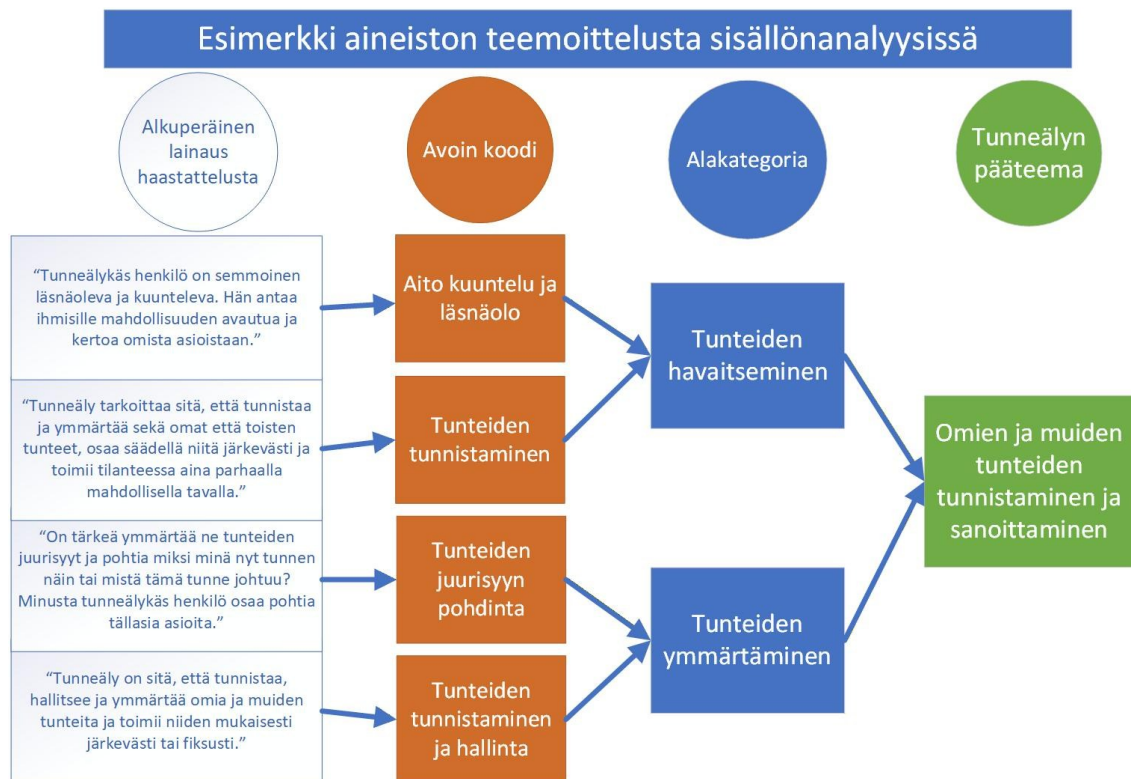 Esimerkki aineiston teemoittelusta sisällönanalyysissä
Alkuperäinen
lainaus
haastattelusta
Avoin koodi
Alakategoria
Tunneälyn
pääteema
“Tunneälykäs henkilö on semmoinen
läsnäoleva ja kuunteleva. Hän antaa
ihmisille mahdollisuuden avautua ja
kertoa omista asioistaan.”
Aito kuuntelu ja
läsnäolo
“Tunneäly tarkoittaa sitä, että tunnistaa
ja ymmärtää sekä omat että toisten
tunteet, osaa säädellä niitä järkevästi ja
toimii tilanteessa aina parhaalla
mahdollisella tavalla.”
Tunteiden
tunnistaminen
“On tärkeä ymmärtää ne tunteiden
juurisyyt ja pohtia miksi minä nyt tunnen
näin tai mistä tämä tunne johtuu?
Minusta tunneälykäs henkilö osaa pohtia
tällasia asioita.”
Tunteiden
juurisyyn
pohdinta
“Tunneäly on sitä, että tunnistaa,
hallitsee ja ymmärtää omia ja muiden
tunteita ja toimii niiden mukaisesti
järkevästi tai fiksusti.”
Tunteiden
tunnistaminen
ja hallinta
Tunteiden
havaitseminen
Tunteiden
ymmärtäminen
Omien ja muiden
tunteiden
tunnistaminen ja
sanoittaminen